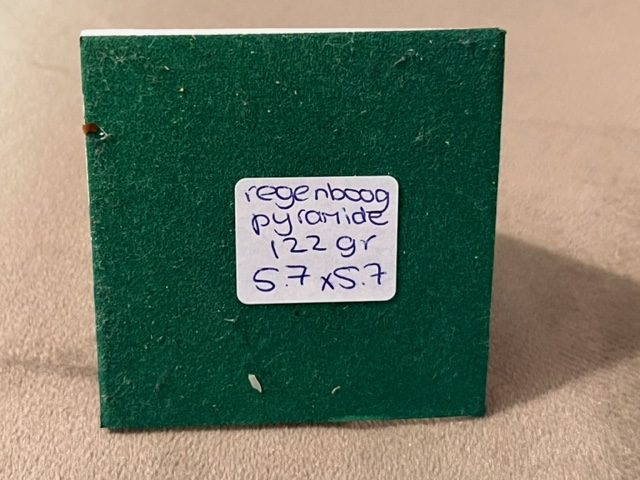 regenboog
pyramide
122 gr
5.7 x 5.7